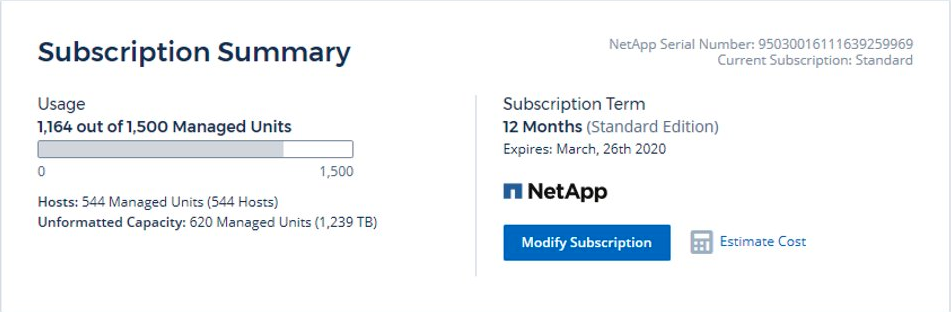 Subscription Summary
NetApp Serial Number: 95030016111639259969
Current Subscription: Standard
Usage
1,164 out of 1,500 Managed Units
0 1,500
Hosts: 544 Managed Units (544 Hosts)
Unformatted Capacity: 620 Managed Units (1,239 TB)
Subscription Term
12 Months (Standard Edition)
Expires: March, 26th 2020
NetApp
Modify Subscription
Estimate Cost